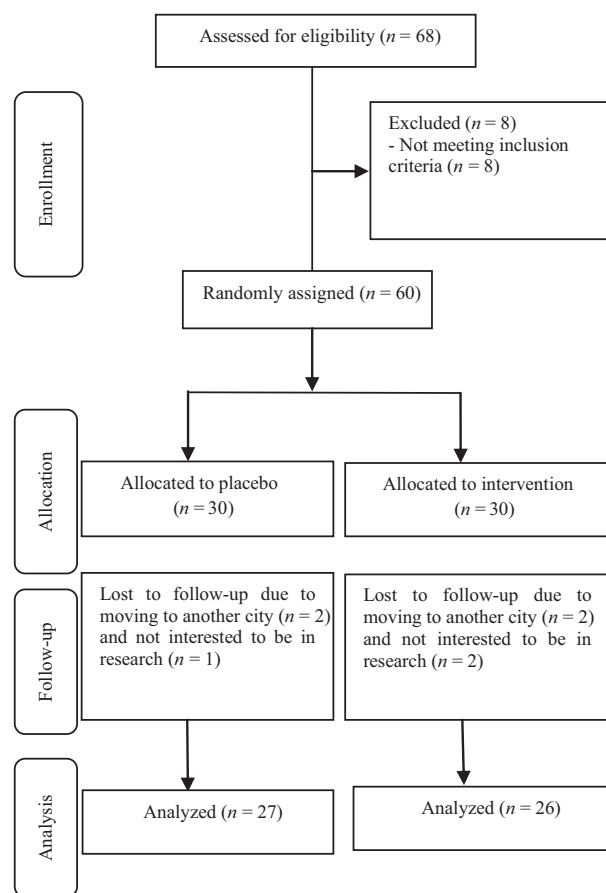 Assessed for eligibility (n = 68)
Enrollment
Excluded (n = 8)
- Not meeting inclusion
criteria (n = 8)
Randomly assigned (n = 60)
Allocation
Allocated to placebo
(n = 30)
Allocated to intervention
(n = 30)
Follow-up
Lost to follow-up due to
moving to another city (n = 2)
and not interested to be in
research (n = 1)
Lost to follow-up due to
moving to another city (n = 2)
and not interested to be in
research (n = 2)
Analysis
Analyzed (n = 27)
Analyzed (n = 26)